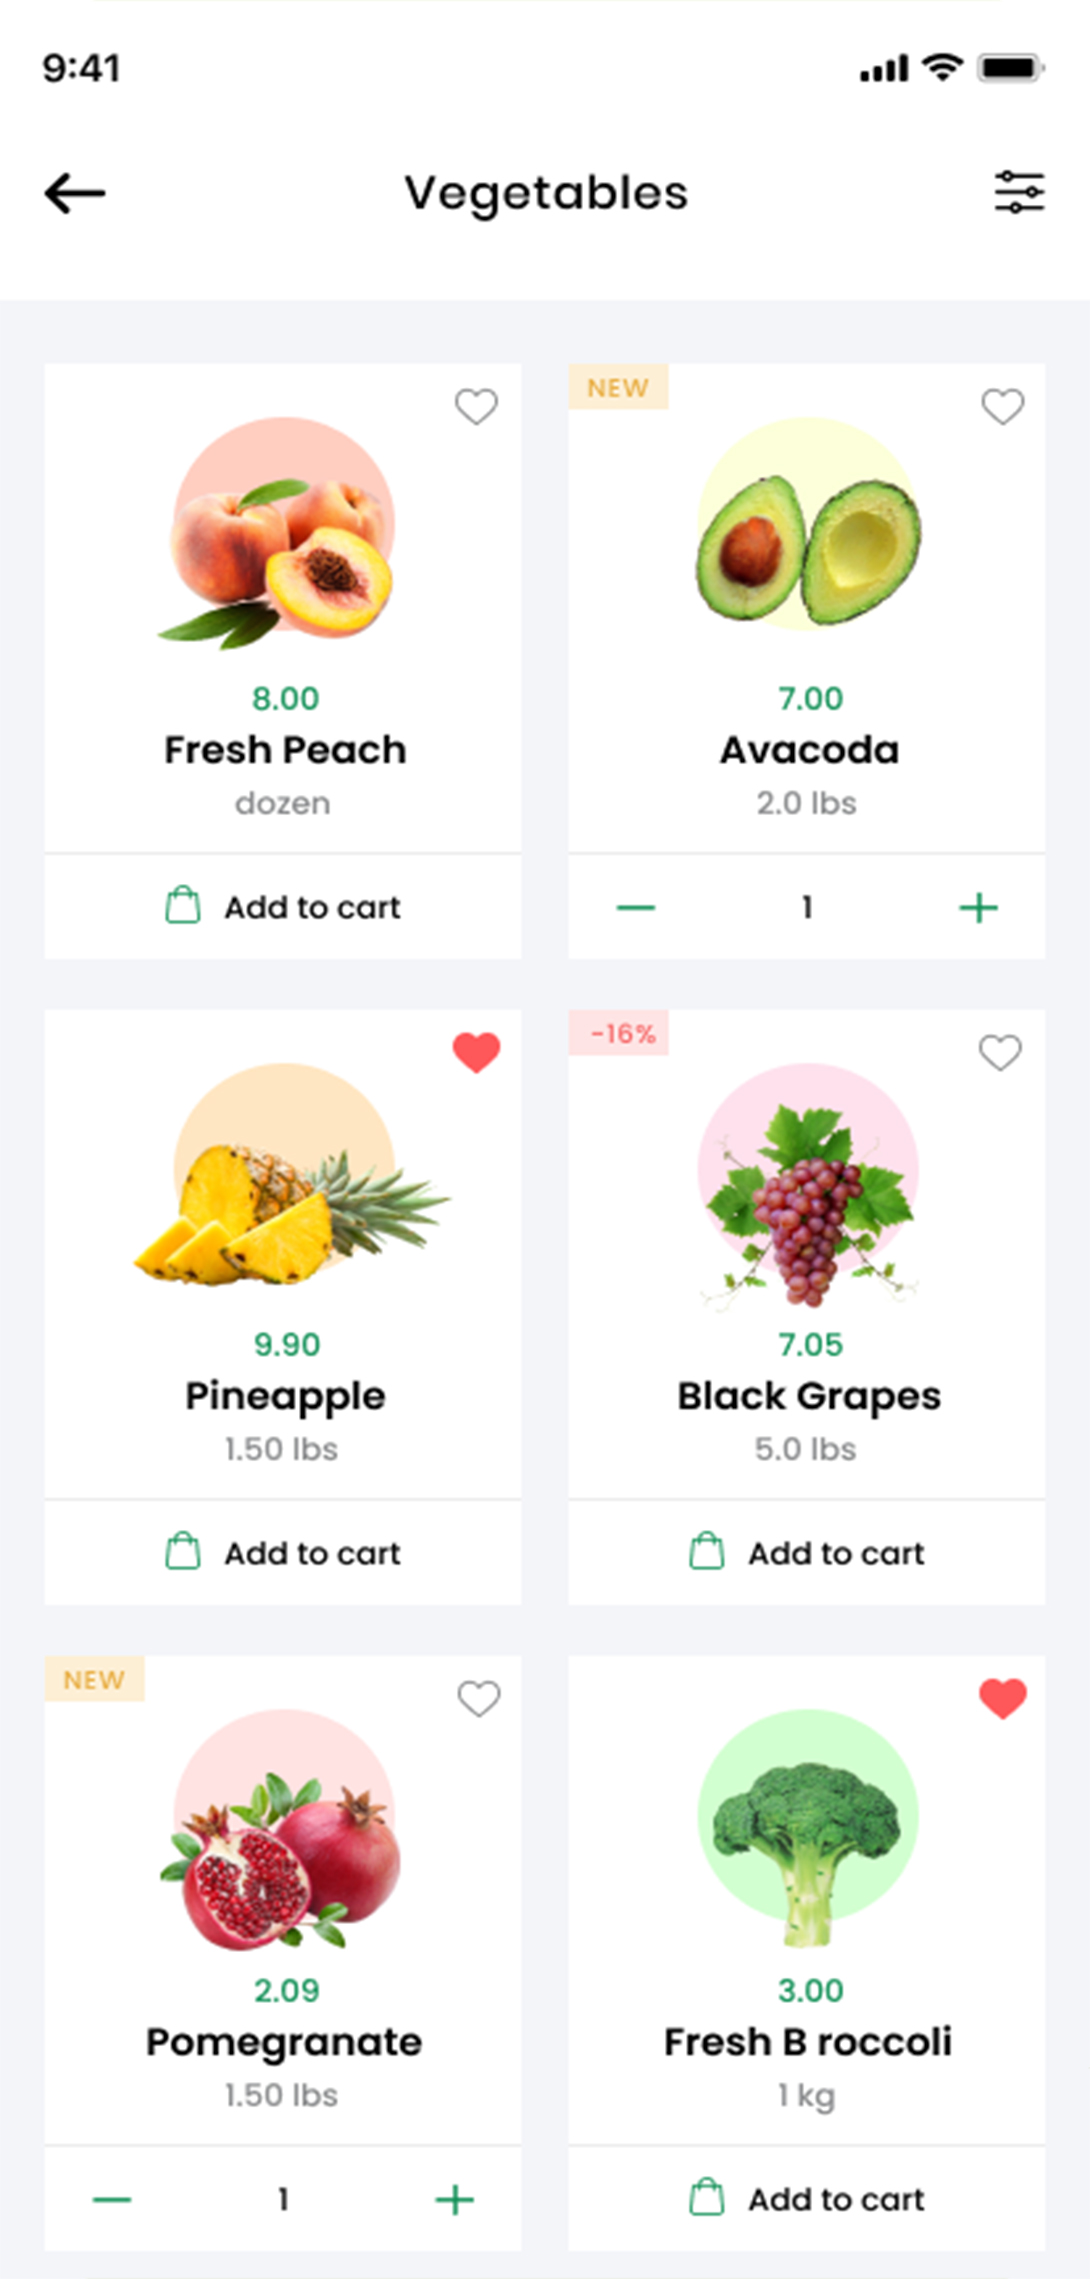 9:41
Vegetables
8.00
Fresh Peach
dozen
Add to cart
NEW
7.00
Avacoda
2.0 lbs
1
9.90
Pineapple
1.50 lbs
Add to cart
-16%
7.05
Black Grapes
5.0 lbs
Add to cart
NEW
2.09
Pomegranate
1.50 lbs
1
3.00
Fresh B roccoli
1 kg
Add to cart